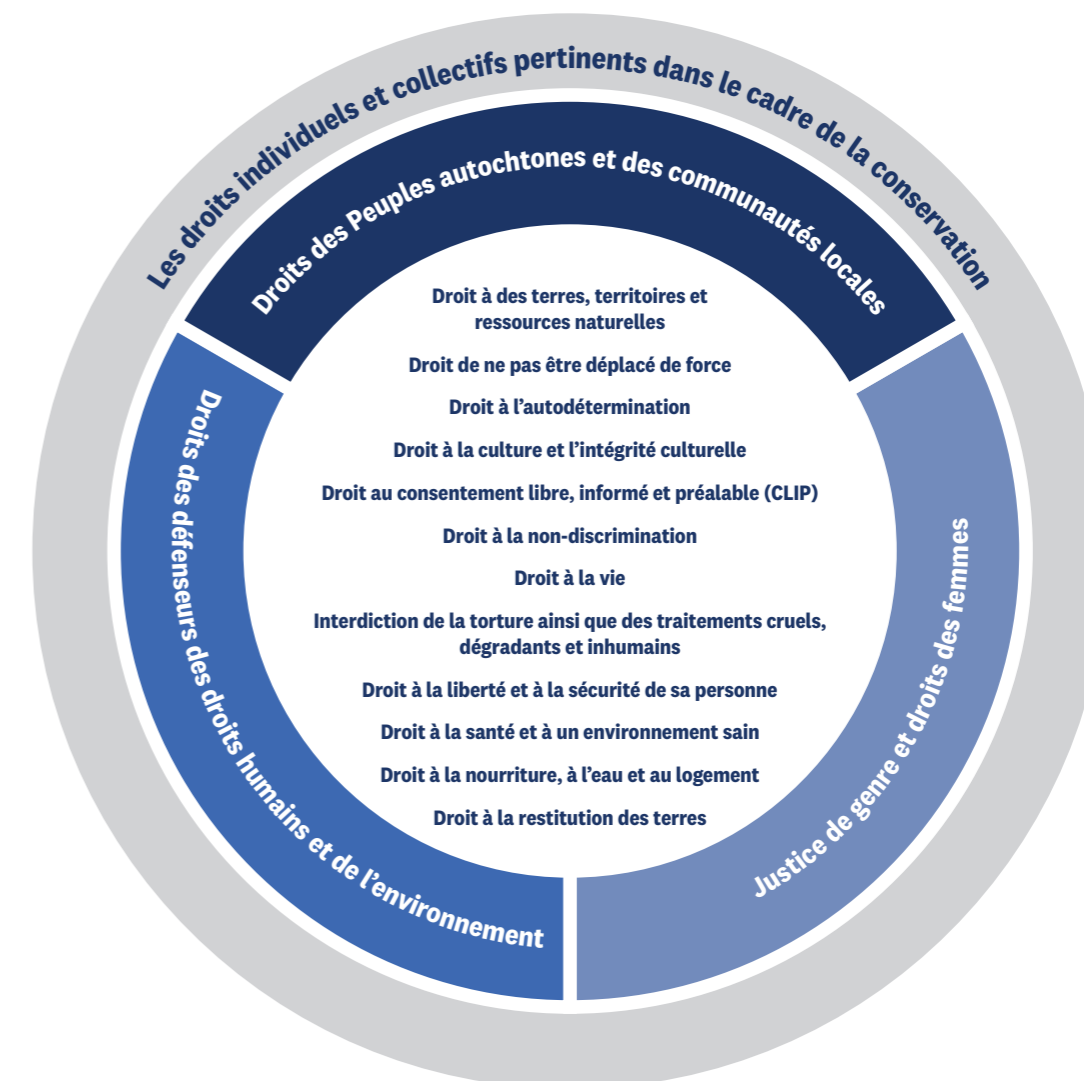 Les droits individuels et collectifs pertinents dans le cadre de la conservation
Droits des Peuples autochtones et des communautés locales
Droit à des terres, territoires et
ressources naturelles
Droit de ne pas être déplacé de force
Droit à l’autodétermination
Droit à la culture et l’intégrité culturelle
Droit au consentement libre, informé et préalable (CLIP)
Droit à la non-discrimination
Droit à la vie
Interdiction de la torture ainsi que des traitements cruels,
dégradants et inhumains
Droit à la liberté et à la sécurité de sa personne
Droit à la santé et à un environnement sain
Droit à la nourriture, à l’eau et au logement
Droit à la restitution des terres
Droits des défenseurs des droits humains et de l’environnement
Justice de genre et droits des femmes